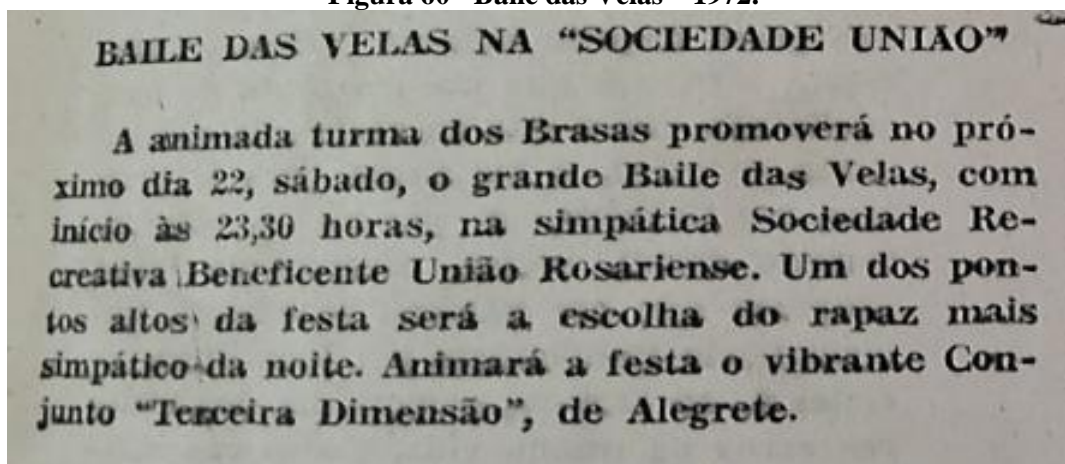 Figura 60 - Baile das Velas – 1972.
BAILE DAS VELAS NA “SOCIEDADE UNIÃO”
A animada turma dos Brasas promoverá no pró-
ximo dia 22, sábado, o grande Baile das Velas, com
início às 23,30 horas, na simpática Sociedade Re-
creativa Beneficente União Rosariense. Um dos pon-
tos altos da festa será a escolha do rapaz mais
simpático da noite. Animará a festa o vibrante Con-
junto “Terceira Dimensão”, de Alegrete.